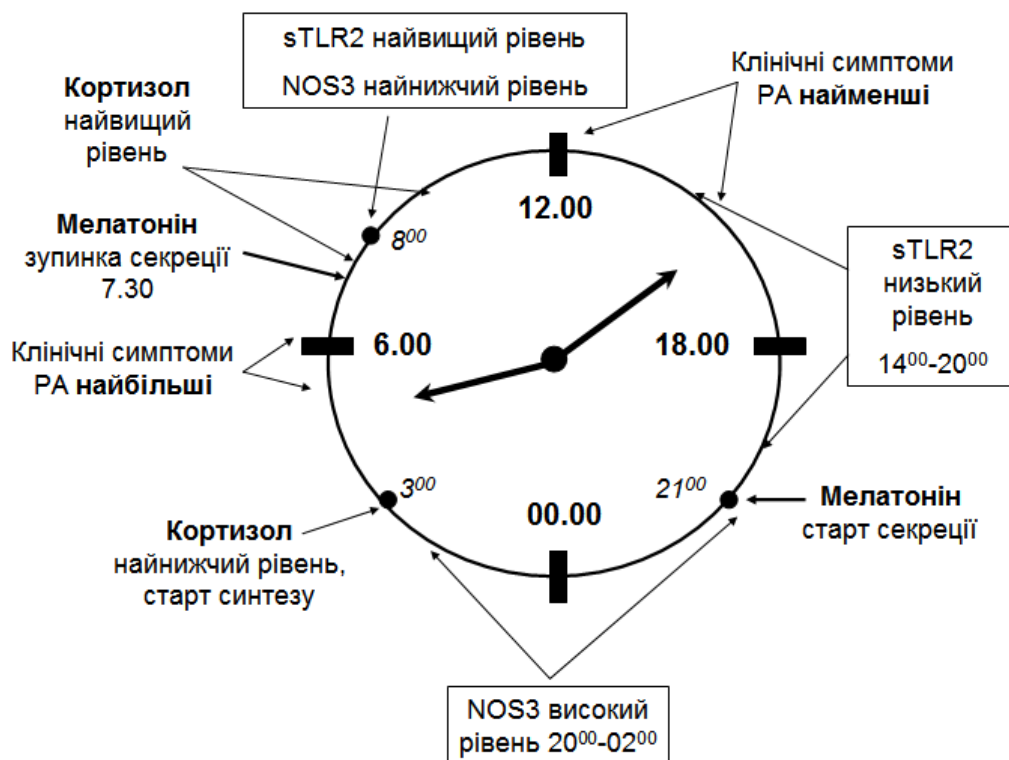 sTLR2 найвищий рівень
NOS3 найнижчий рівень
Клінічні симптоми
РА найменші
Кортизол
найвищий
рівень
12.00
8⁰⁰
Мелатонін
зупинка секреції
7.30
sTLR2
низький
рівень
14⁰⁰-20⁰⁰
6.00
18.00
Клінічні симптоми
РА найбільші
3⁰⁰
21⁰⁰
00.00
Мелатонін
старт секреції
Кортизол
найнижчий рівень,
старт синтезу
NOS3 високий
рівень 20⁰⁰-02⁰⁰